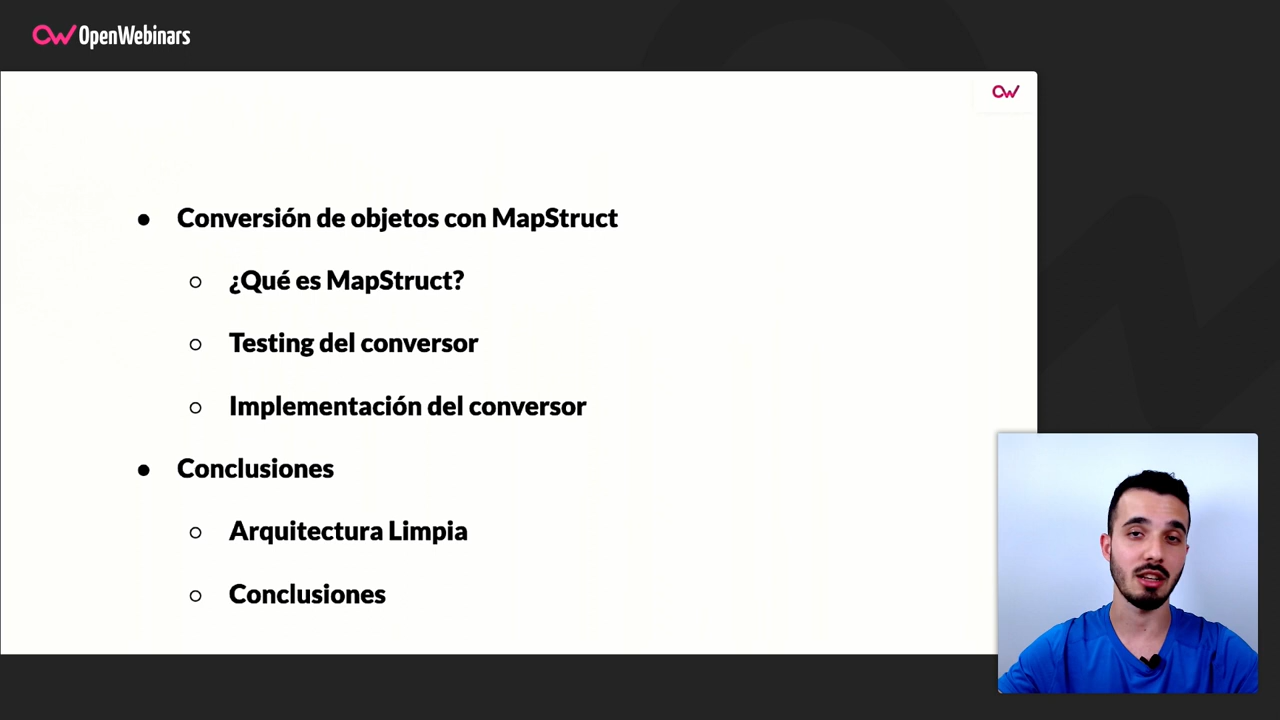 OpenWebinars
● Conversión de objetos con MapStruct
○ ¿Qué es MapStruct?
○ Testing del conversor
○ Implementación del conversor
● Conclusiones
○ Arquitectura Limpia
○ Conclusiones